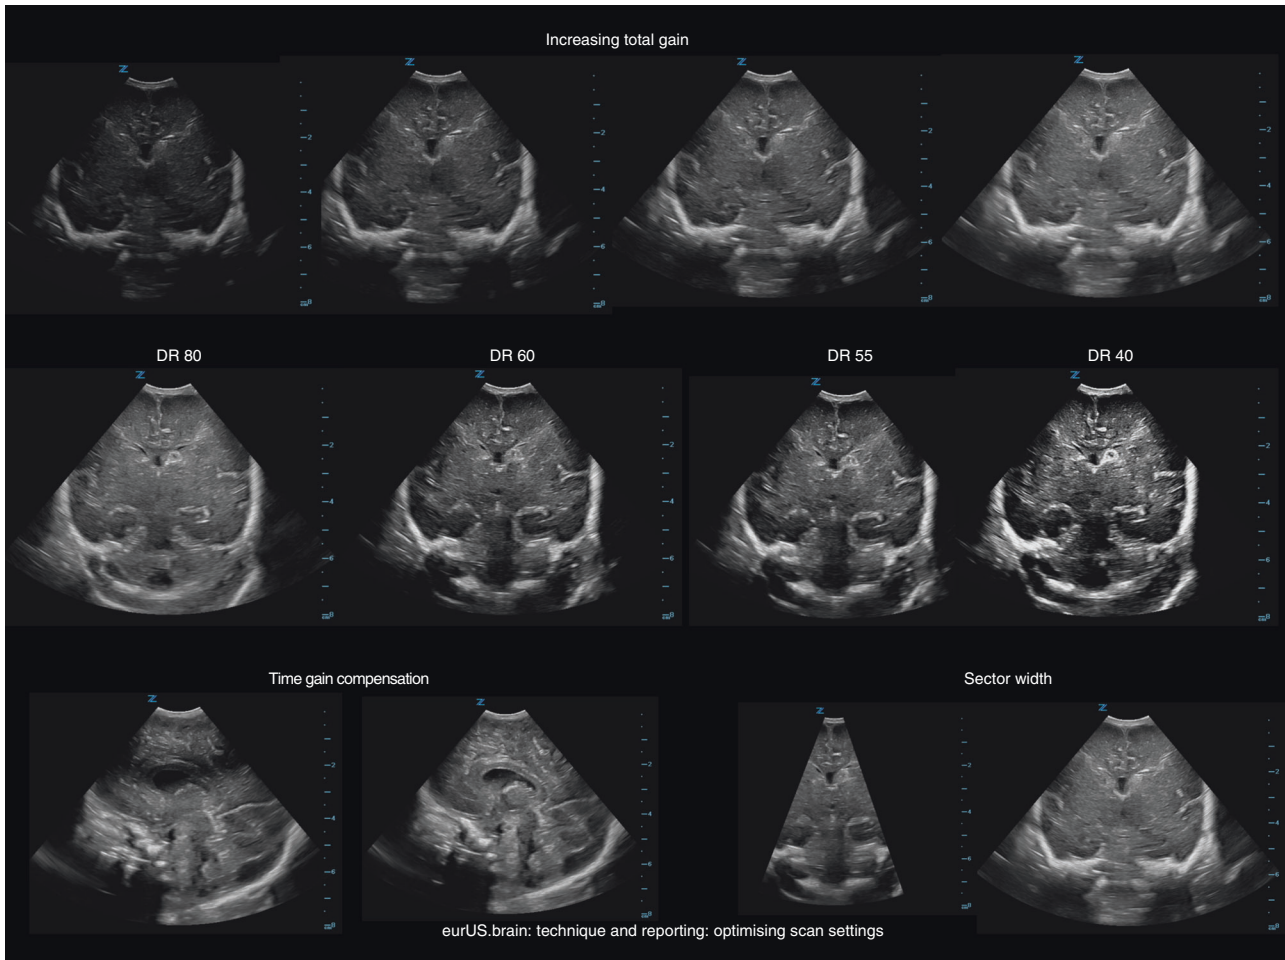 Increasing total gain
DR 80 DR 60 DR 55 DR 40
Time gain compensation Sector width
eurUS.brain: technique and reporting: optimising scan settings